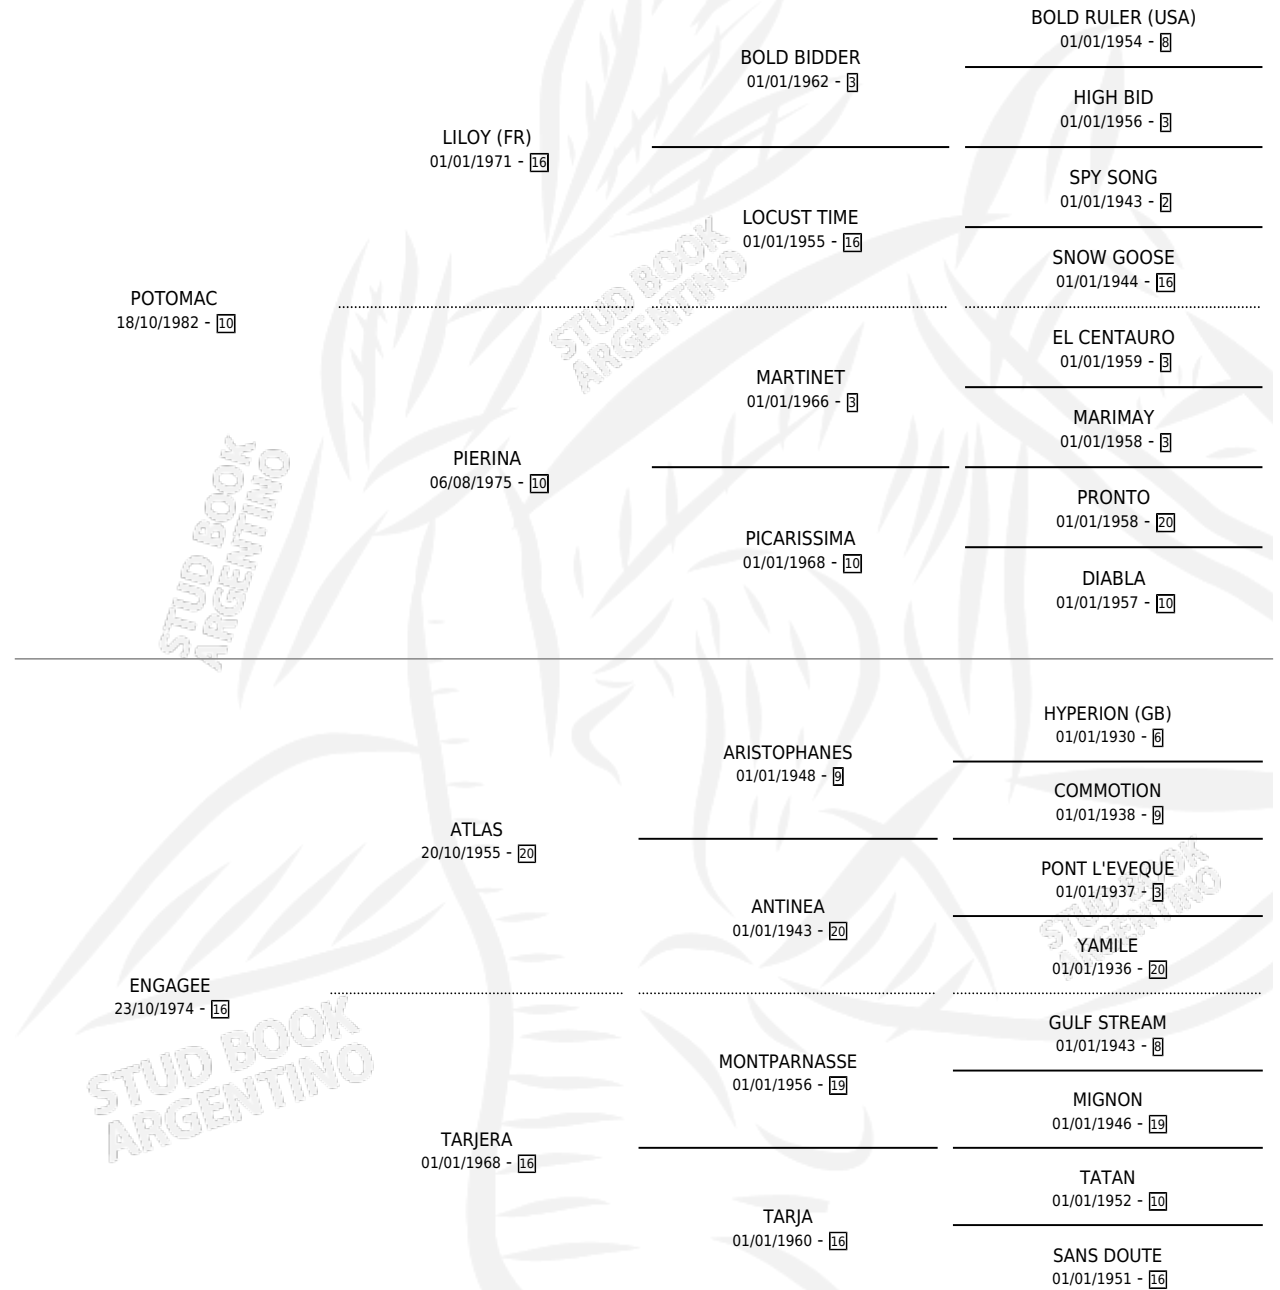 BOLD RULER (USA)
01/01/1954 - 8
BOLD BIDDER
01/01/1962 - 3
HIGH BID
01/01/1956 - 3
LILOY (FR)
01/01/1971 - 16
SPY SONG
01/01/1943 - 2
LOCUST TIME
01/01/1955 - 16
SNOW GOOSE
01/01/1944 - 16
POTOMAC
18/10/1982 - 10
EL CENTAURO
01/01/1959 - 3
MARTINET
01/01/1966 - 3
MARIMAY
01/01/1958 - 3
PIERINA
06/08/1975 - 10
PRONTO
01/01/1958 - 20
PICARISSIMA
01/01/1968 - 10
DIABLA
01/01/1957 - 10
HYPERION (GB)
01/01/1930 - 6
ARISTOPHANES
01/01/1948 - 9
COMMOTION
01/01/1938 - 9
ATLAS
20/10/1955 - 20
PONT L'EVEQUE
01/01/1937 - 3
ANTINEA
01/01/1943 - 20
YAMILE
01/01/1936 - 20
ENGAGEE
23/10/1974 - 16
GULF STREAM
01/01/1943 - 8
MONTPARNASSE
01/01/1956 - 19
MIGNON
01/01/1946 - 19
TARJERA
01/01/1968 - 16
TATAN
01/01/1952 - 10
TARJA
01/01/1960 - 16
SANS DOUTE
01/01/1951 - 16
STUD BOOK
ARGENTINO
STUD BOOK
ARGENTINO
STUD BOOK
ARGENTINO
STUD BOOK
ARGENTINO